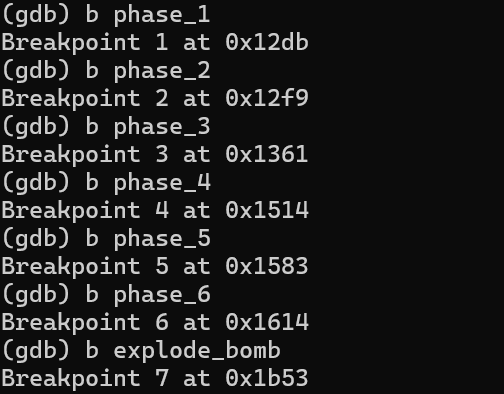 (gdb) b phase_1
Breakpoint 1 at 0x12db
(gdb) b phase_2
Breakpoint 2 at 0x12f9
(gdb) b phase_3
Breakpoint 3 at 0x1361
(gdb) b phase_4
Breakpoint 4 at 0x1514
(gdb) b phase_5
Breakpoint 5 at 0x1583
(gdb) b phase_6
Breakpoint 6 at 0x1614
(gdb) b explode_bomb
Breakpoint 7 at 0x1b53